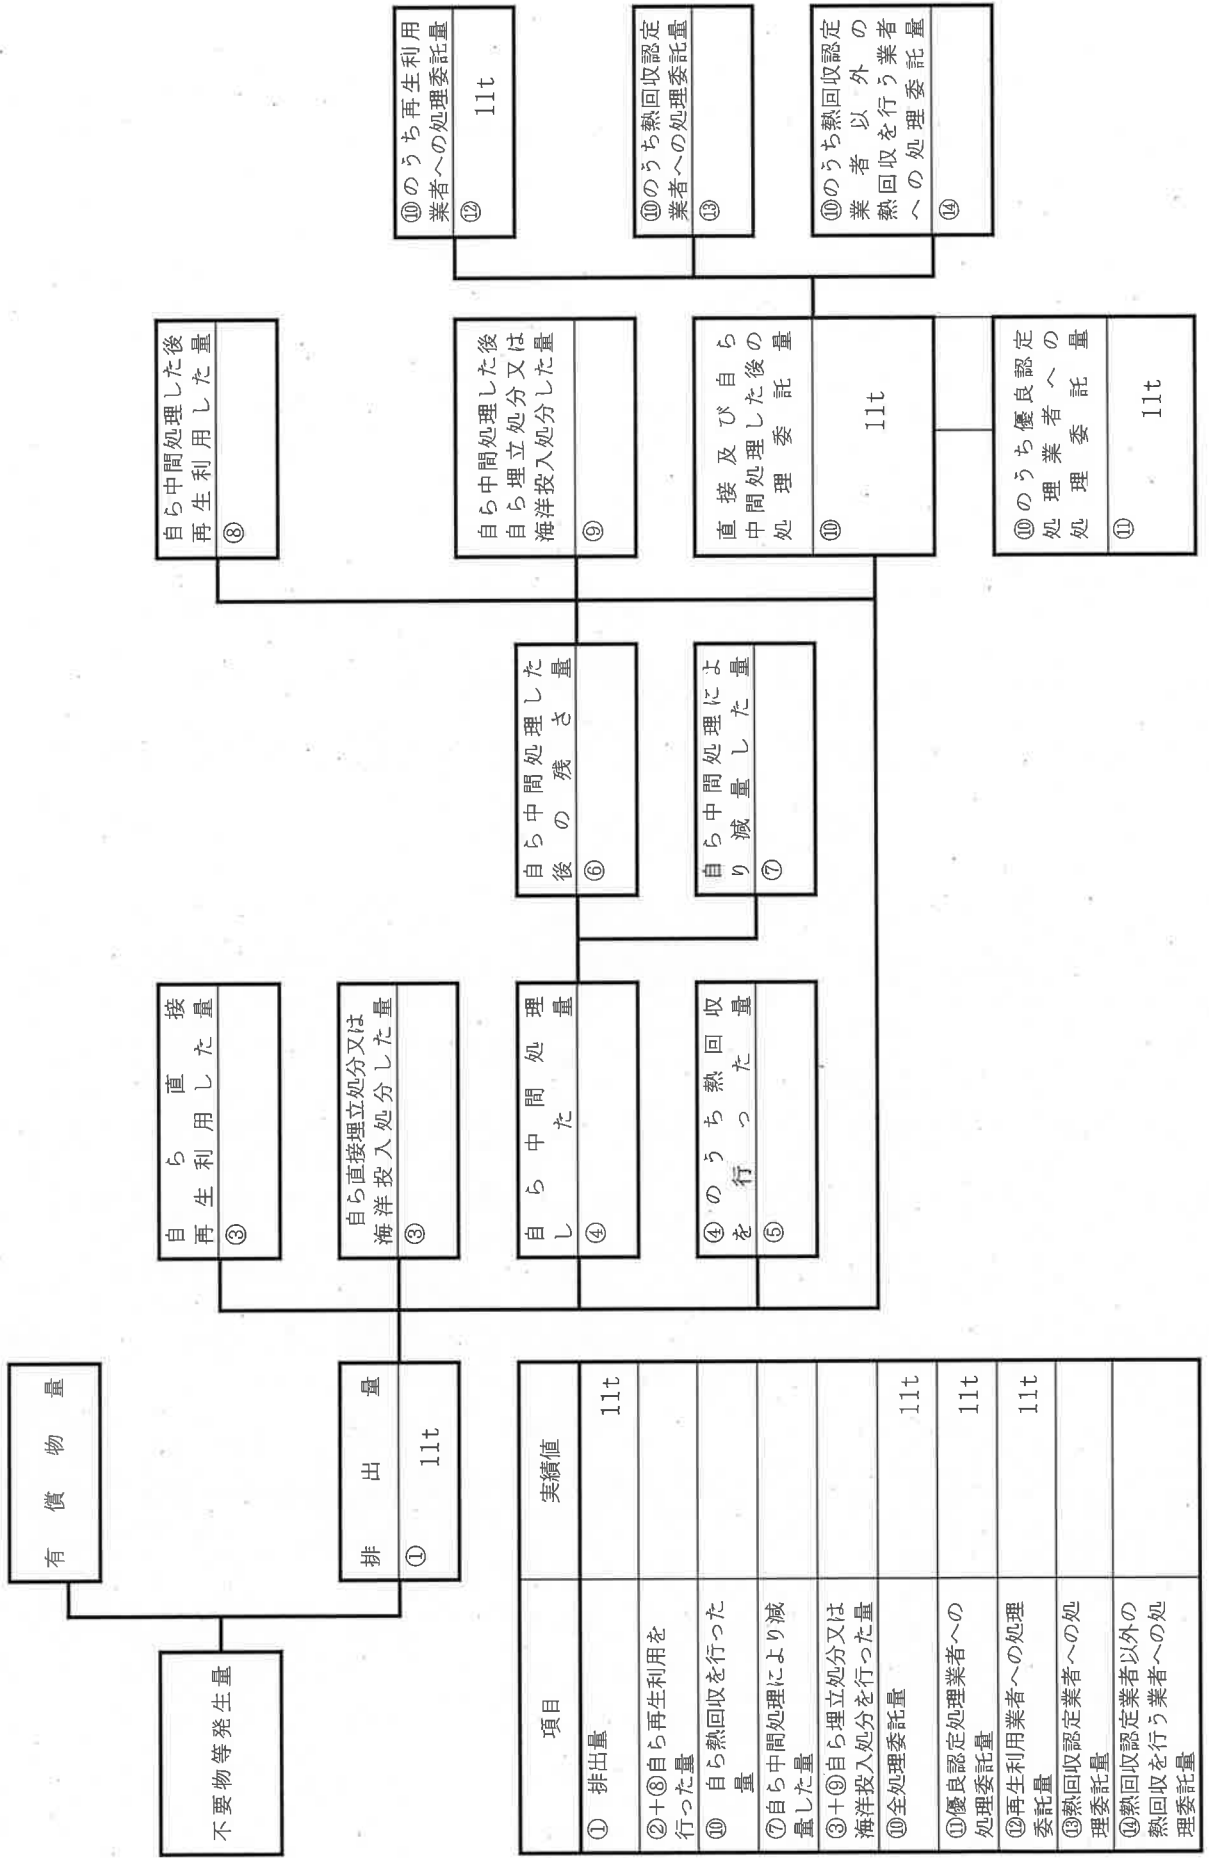 有償物量
不要物等発生量
排出量
① 11t
自ら直接
再生利用した量
③
自ら直接埋立処分又は
海洋投入処分した量
③
自ら中間処理
した量
④
④のうち熱回収
を行った量
⑤
自ら中間処理した
後の残さ量
⑥
自ら中間処理によ
り減量した量
⑦
自ら中間処理した後
再生利用した量
⑧
自ら中間処理した後
自ら埋立処分又は
海洋投入処分した量
⑨
直接及び自ら
中間処理した後の
処理委託量
⑩ 11t
⑩のうち優良認定
処理業者への
処理委託量
⑪ 11t
⑩のうち再生利用
業者への処理委託量
⑫ 11t
⑩のうち熱回収認定
業者への処理委託量
⑬
⑩のうち熱回収認定
業者以外の
熱回収を行う業者
への処理委託量
⑭
項目 実績値
① 排出量 11t
②+⑧自ら再生利用を
行った量
⑩ 自ら熱回収を行った
量
⑦自ら中間処理により減
量した量
③+⑨自ら埋立処分又は
海洋投入処分を行った量
⑩全処理委託量 11t
⑪優良認定処理業者への
処理委託量 11t
⑫再生利用業者への処理
委託量 11t
⑬熱回収認定業者への処
理委託量
⑭熱回収認定業者以外の
熱回収を行う業者への処
理委託量